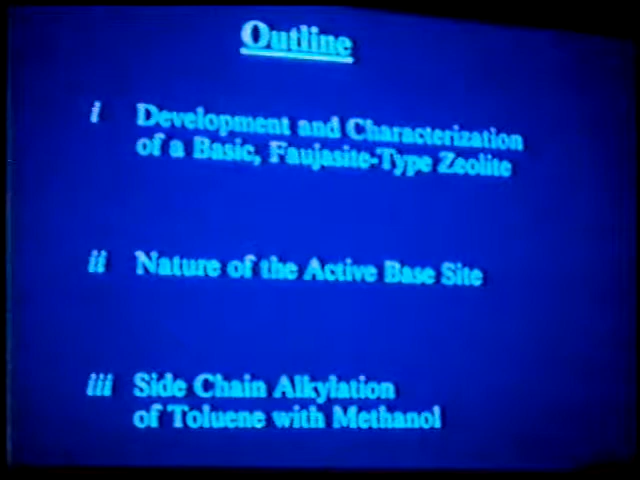 Outline
i Development and Characterization
of a Basic, Faujasite-Type Zeolite
ii Nature of the Active Base Site
iii Side Chain Alkylation
of Toluene with Methanol